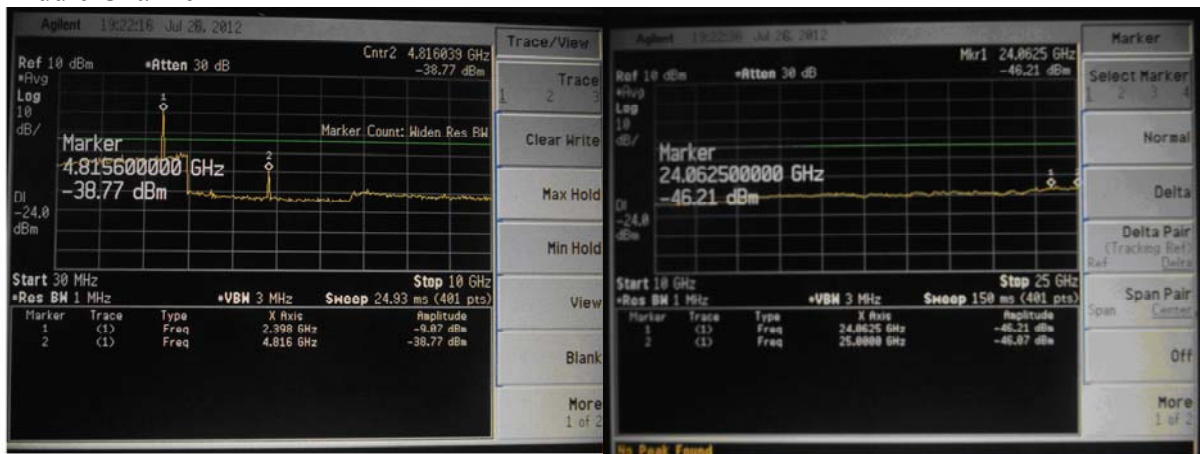 Agilent 19:22:16 Jul 26, 2012
Cntr2 4.816039 GHz
Ref 10 dBm *Atten 30 dB -38.77 dBm
*Avg
Log
10
dB/
1
2
Marker Count: Widen Res BW
Marker
4.815600000 GHz
-38.77 dBm
DI
-24.0
dBm
Start 30 MHz Stop 10 GHz
*Res BW 1 MHz *VBW 3 MHz Sweep 24.93 ms (401 pts)
Marker Trace Type X Axis Amplitude
1 (1) Freq 2.398 GHz -9.07 dBm
2 (1) Freq 4.816 GHz -38.77 dBm
Trace/View
Trace
1 2 3
Clear Write
Max Hold
Min Hold
View
Blank
More
1 of 2
Agilent 19:22:36 Jul 26, 2012
Mkr1 24.0625 GHz
Ref 10 dBm *Atten 30 dB -46.21 dBm
*Avg
Log
10
dB/
Marker
24.062500000 GHz
-46.21 dBm
1
DI
-24.0
dBm
Start 10 GHz Stop 25 GHz
*Res BW 1 MHz *VBW 3 MHz Sweep 150 ms (401 pts)
Marker Trace Type X Axis Amplitude
1 (1) Freq 24.0625 GHz -46.21 dBm
2 (1) Freq 25.0000 GHz -46.07 dBm
No Peak Found
Marker
Select Marker
1 2 3 4
Normal
Delta
Delta Pair
(Tracking Ref)
Ref Delta
Span Pair
Span Center
Off
More
1 of 2